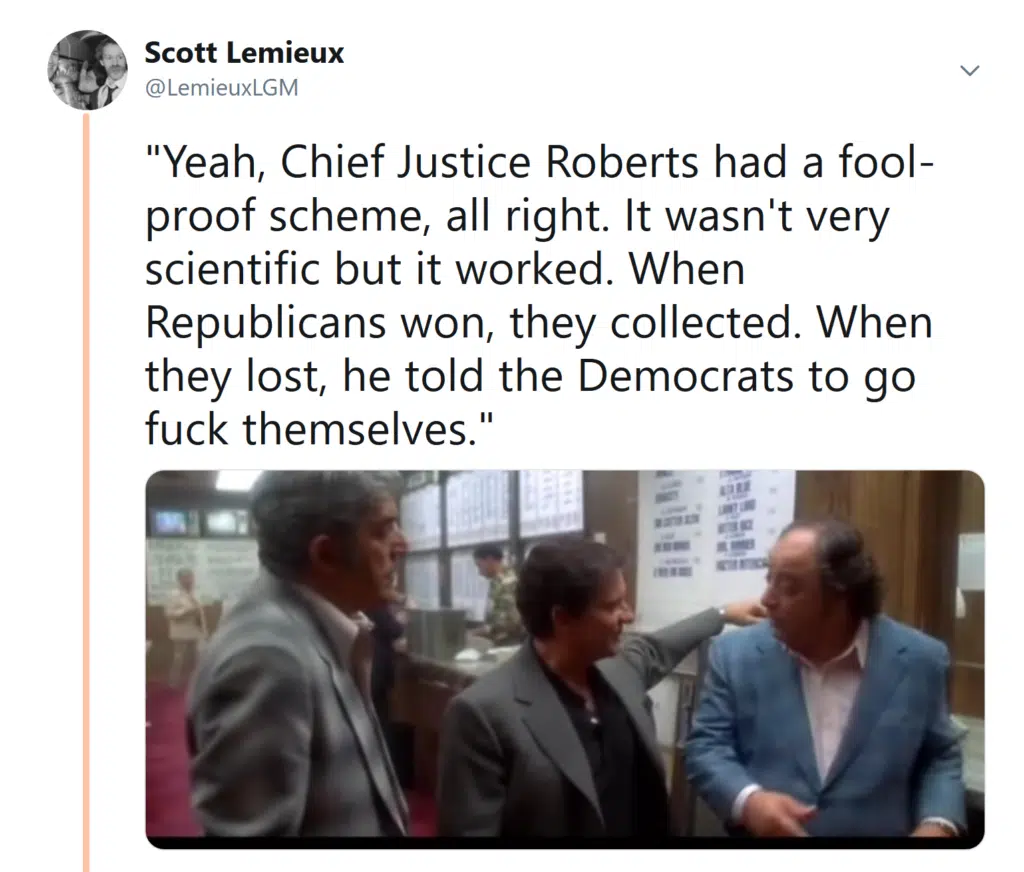 Scott Lemieux
@LemieuxLGM
"Yeah, Chief Justice Roberts had a fool-
proof scheme, all right. It wasn't very
scientific but it worked. When
Republicans won, they collected. When
they lost, he told the Democrats to go
fuck themselves."